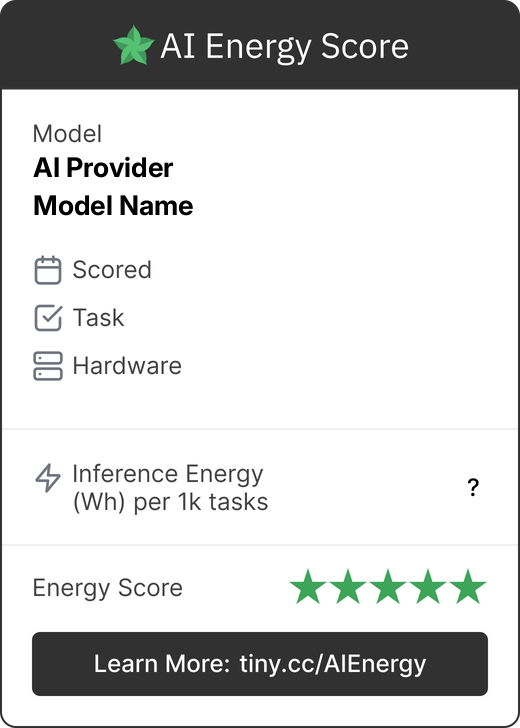 AI Energy Score
Model
AI Provider
Model Name
Scored
Task
Hardware
Inference Energy
(Wh) per 1k tasks
?
Energy Score
Learn More: tiny.cc/AIEnergy